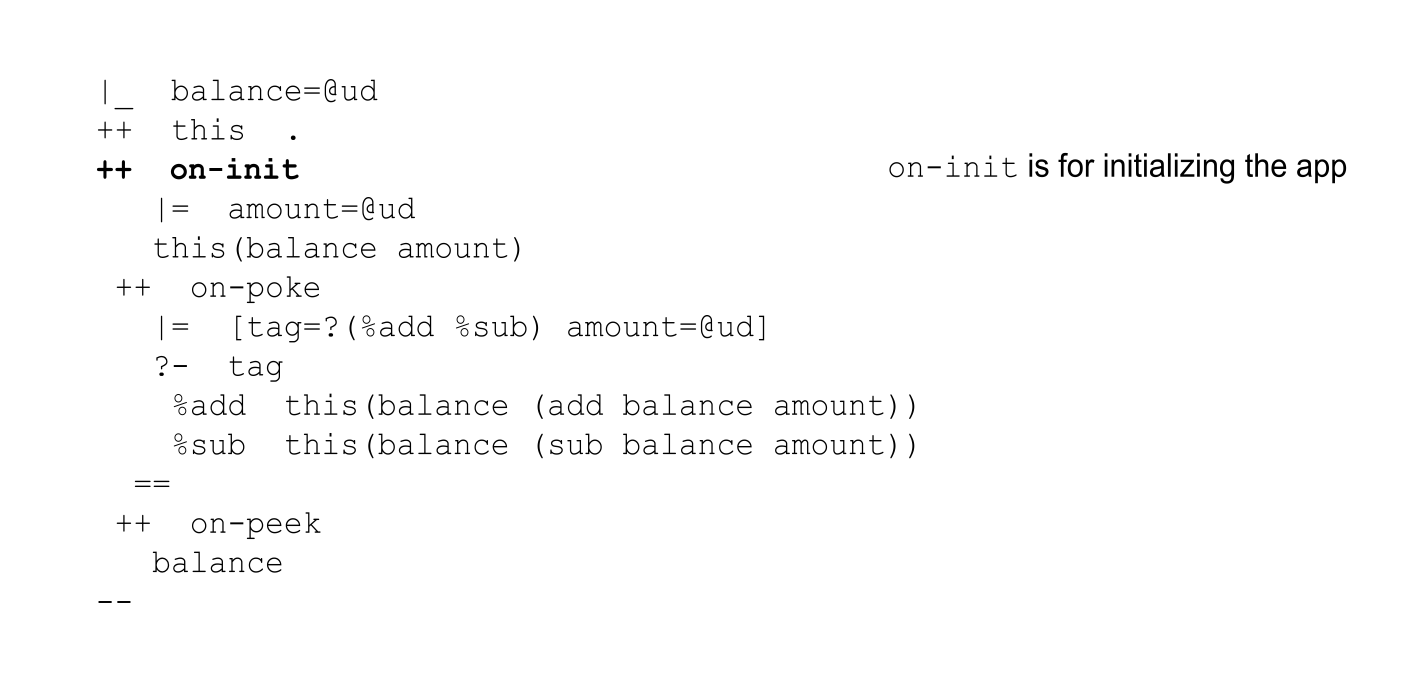 |_  balance=@ud
++  this  .
++  on-init
on-init is for initializing the app
|=  amount=@ud
this(balance amount)
++  on-poke
|=  [tag=?(%add %sub) amount=@ud]
?-  tag
%add  this(balance (add balance amount))
%sub  this(balance (sub balance amount))
==
++  on-peek
balance
--